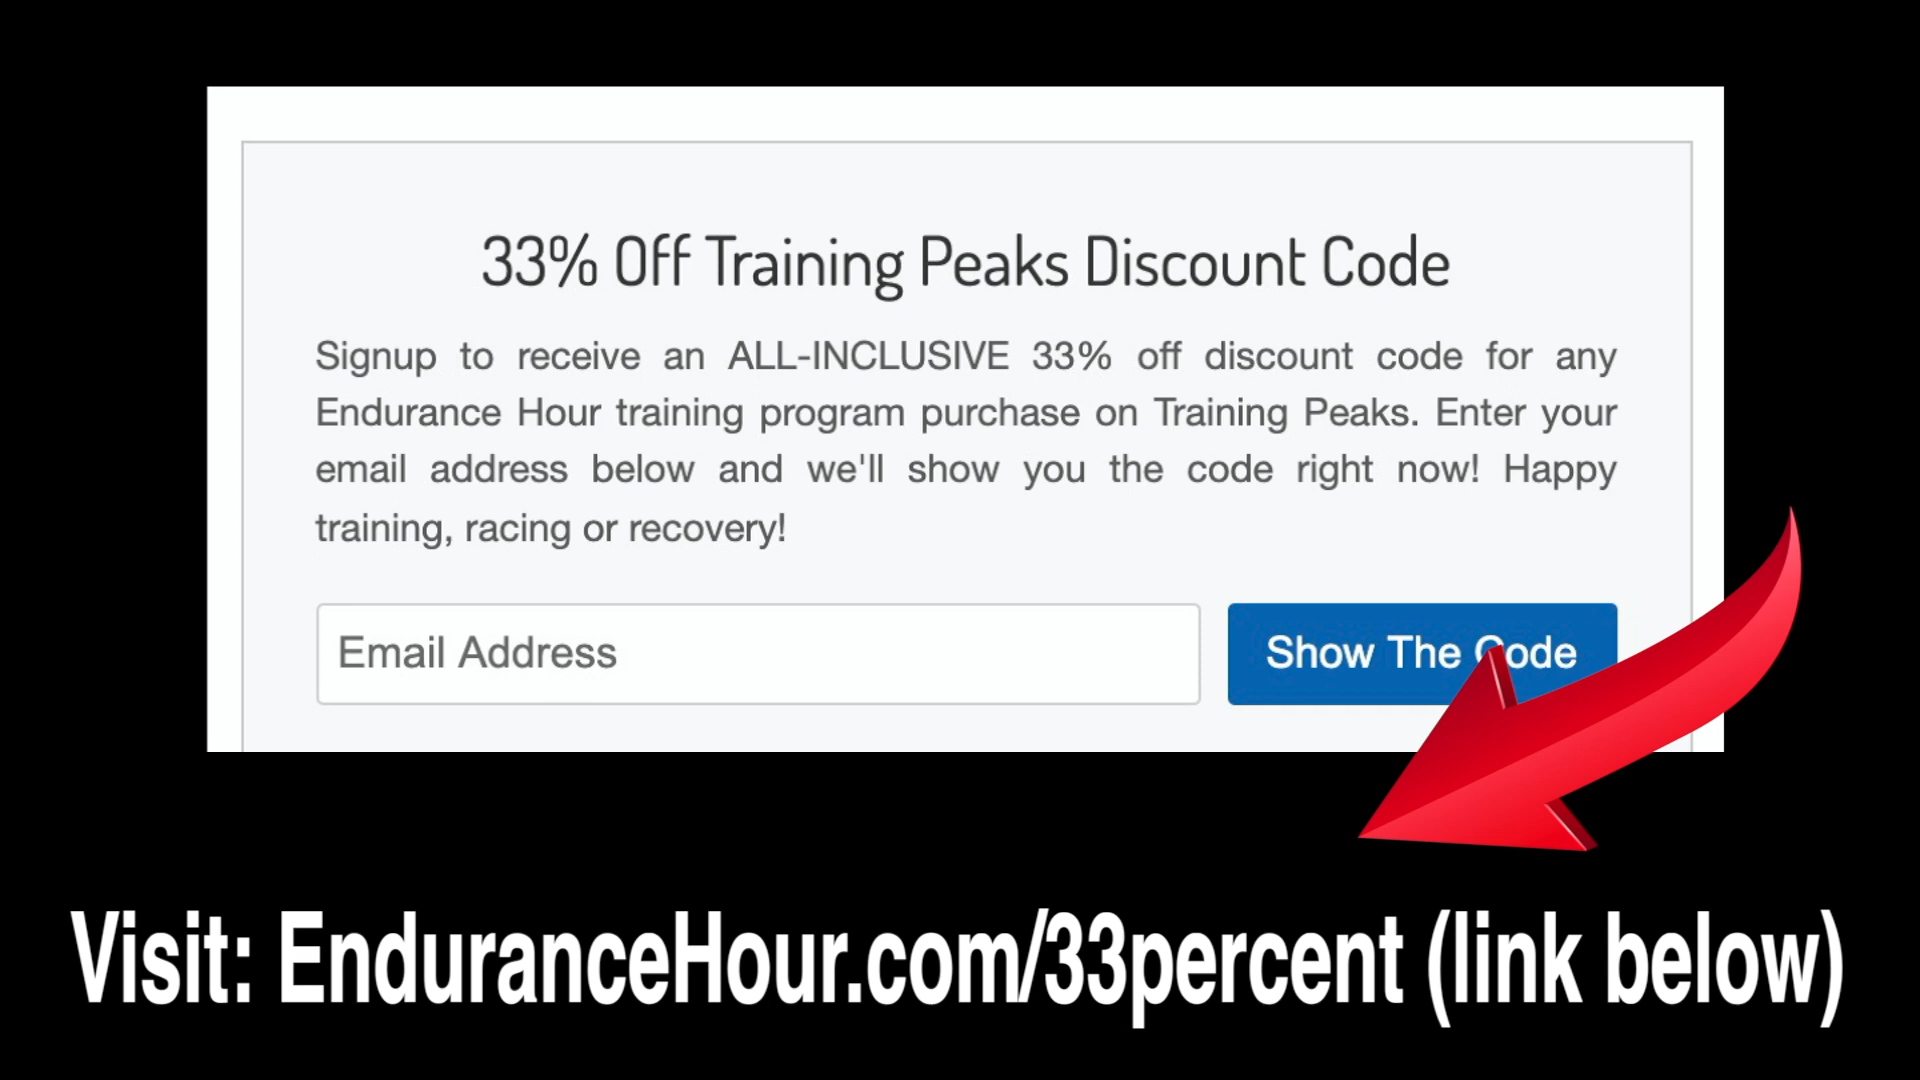 33% Off Training Peaks Discount Code
Signup to receive an ALL-INCLUSIVE 33% off discount code for any
Endurance Hour training program purchase on Training Peaks. Enter your
email address below and we'll show you the code right now! Happy
training, racing or recovery!
Email Address
Show The Code
Visit: EnduranceHour.com/33percent (link below)